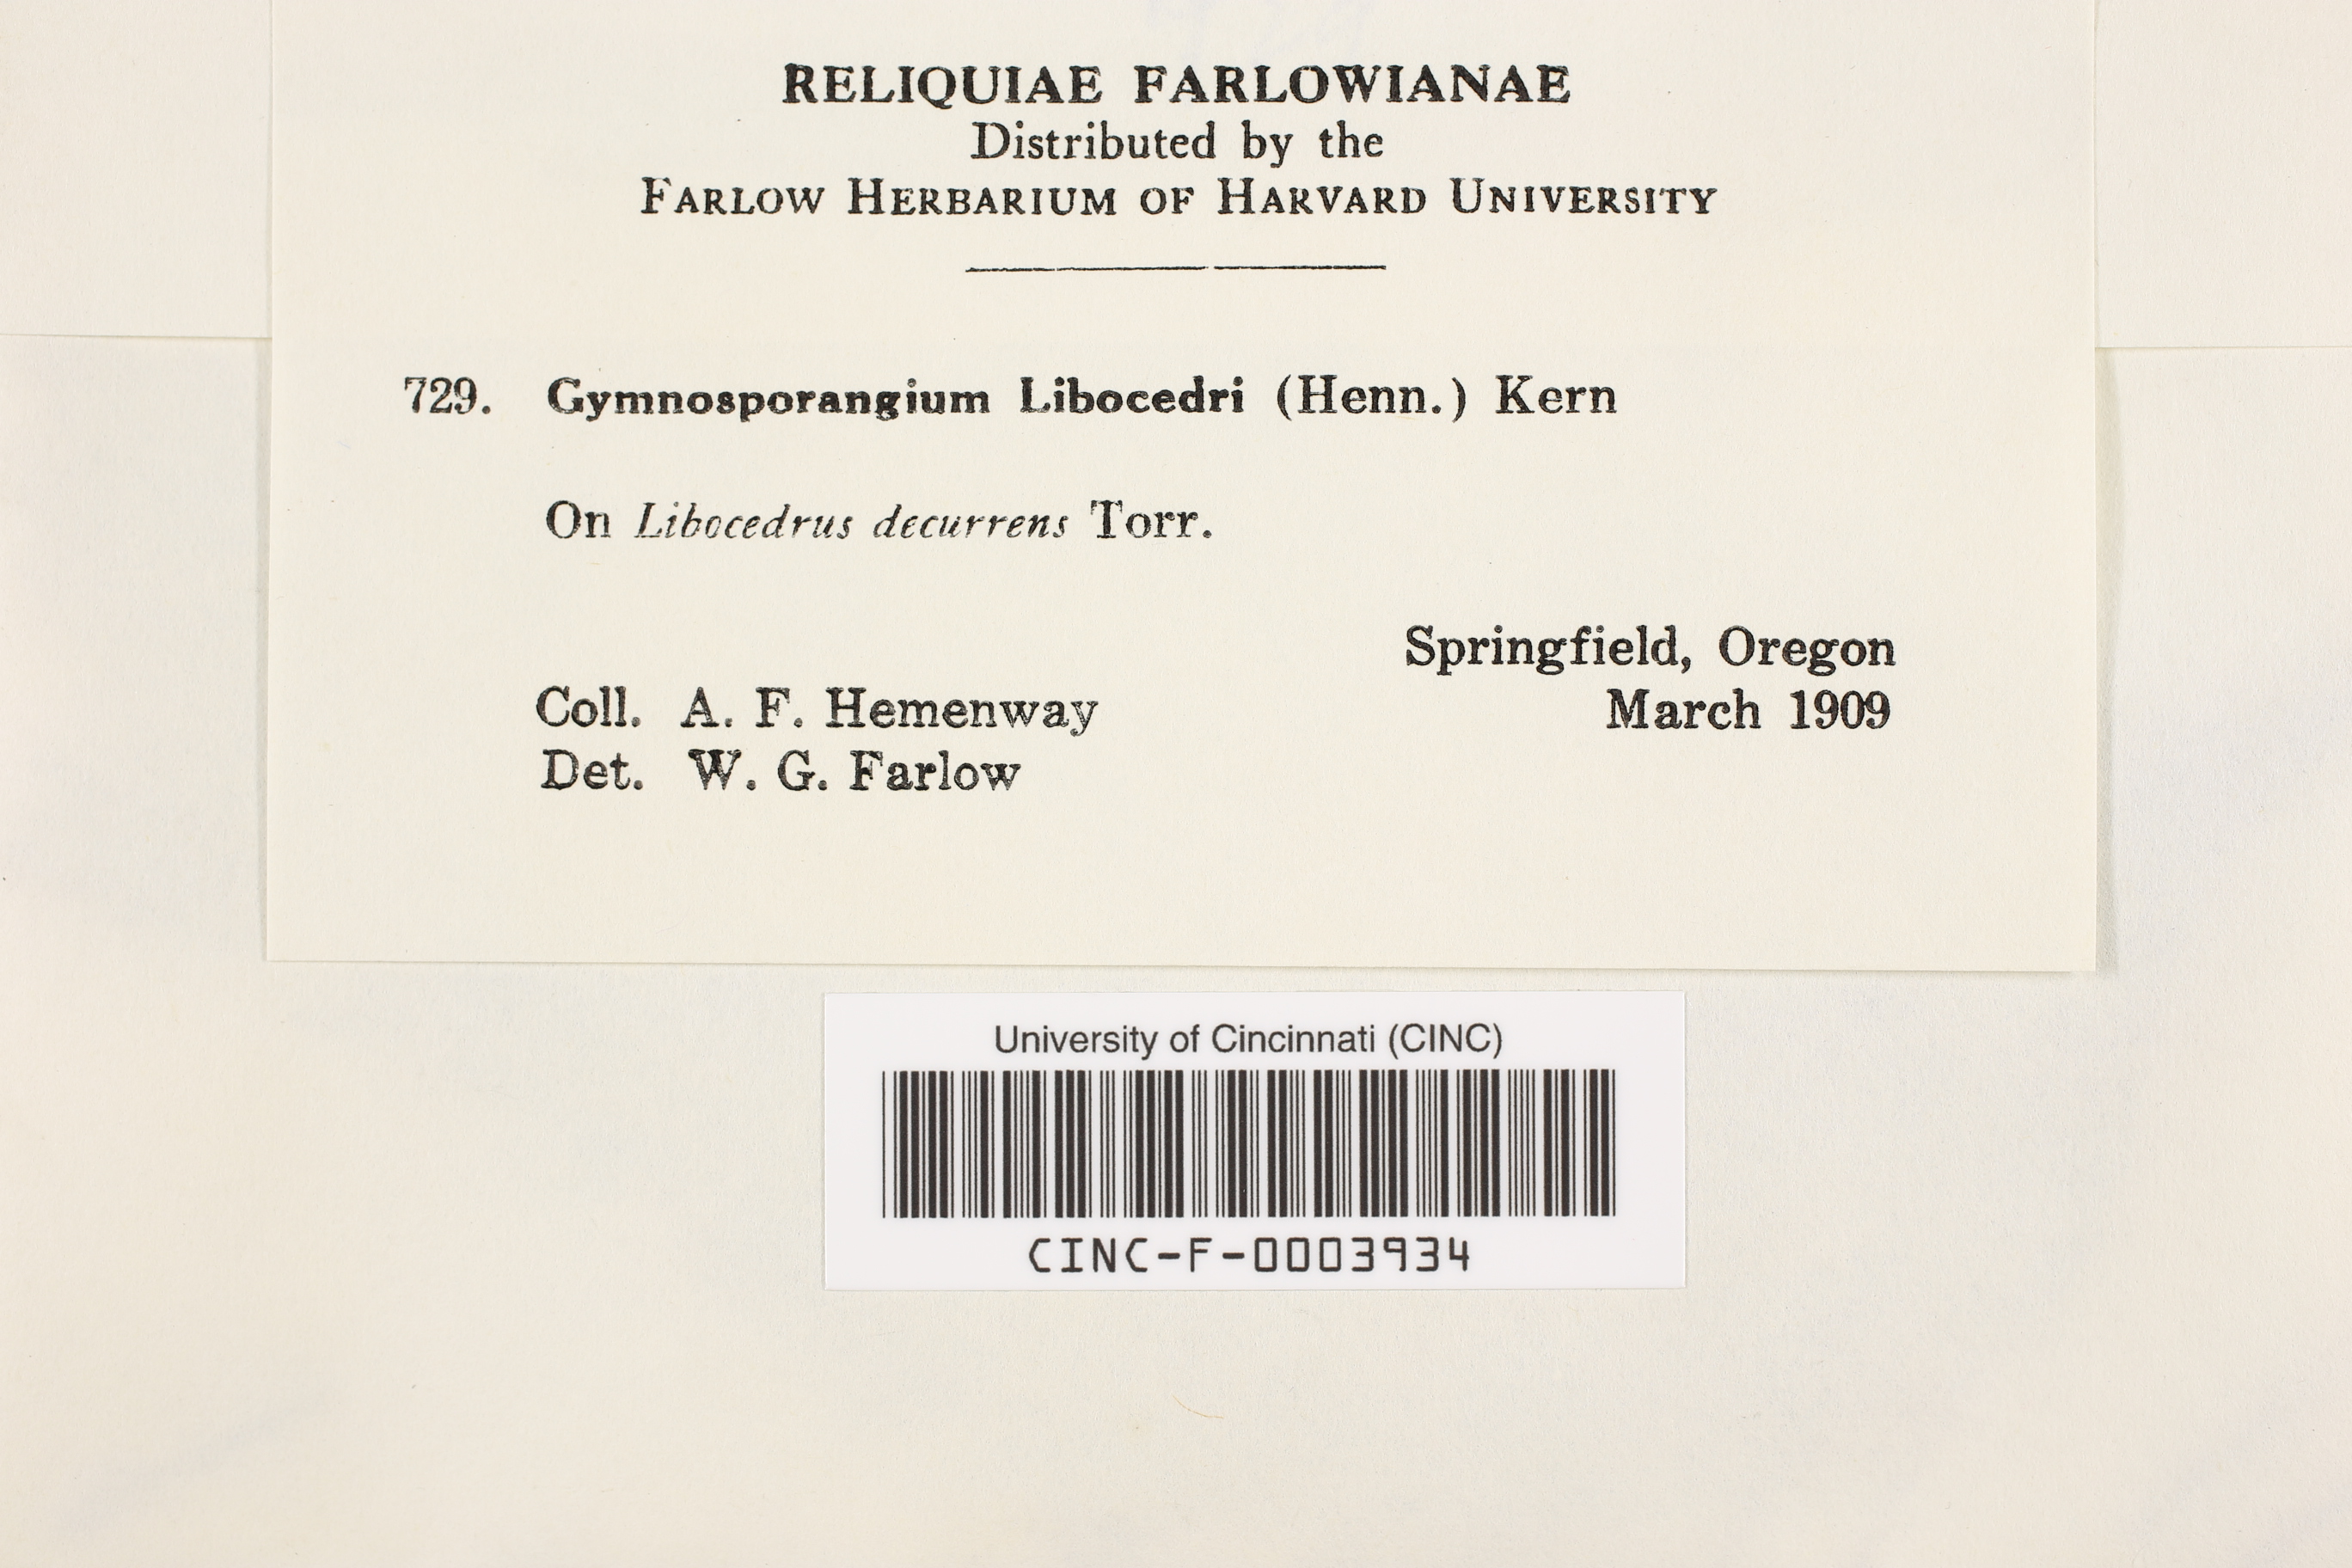 RELIQUIAE FARLOWIANAE
Distributed by the
FARLOW HERBARIUM OF HARVARD UNIVERSITY
729. Gymnosporangium Libocedri (Henn.) Kern
On Libocedrus decurrens Torr.
Springfield, Oregon
Coll. A. F. Hemenway March 1909
Det. W. G. Farlow
University of Cincinnati (CINC)
CINC-F-0003934